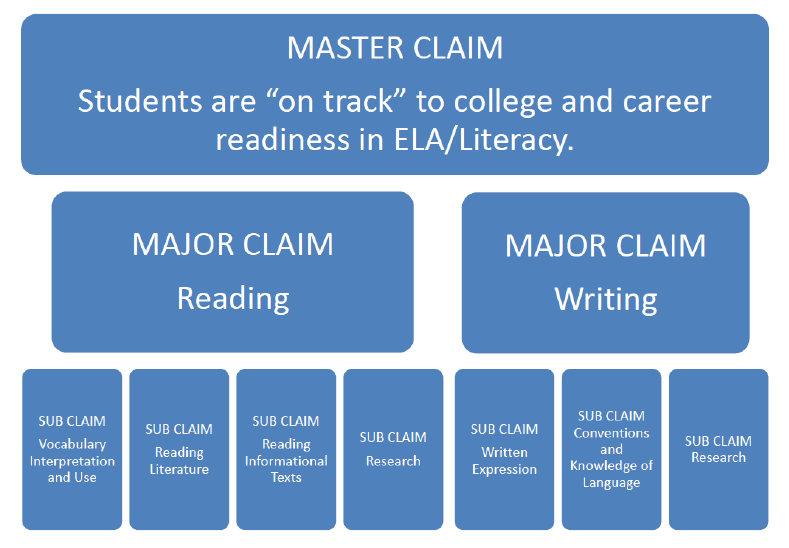 MASTER CLAIM
Students are “on track” to college and career
readiness in ELA/Literacy.
MAJOR CLAIM
Reading
MAJOR CLAIM
Writing
SUB CLAIM
Vocabulary
Interpretation
and Use
SUB CLAIM
Reading
Literature
SUB CLAIM
Reading
Informational
Texts
SUB CLAIM
Research
SUB CLAIM
Written
Expression
SUB CLAIM
Conventions
and
Knowledge of
Language
SUB CLAIM
Research